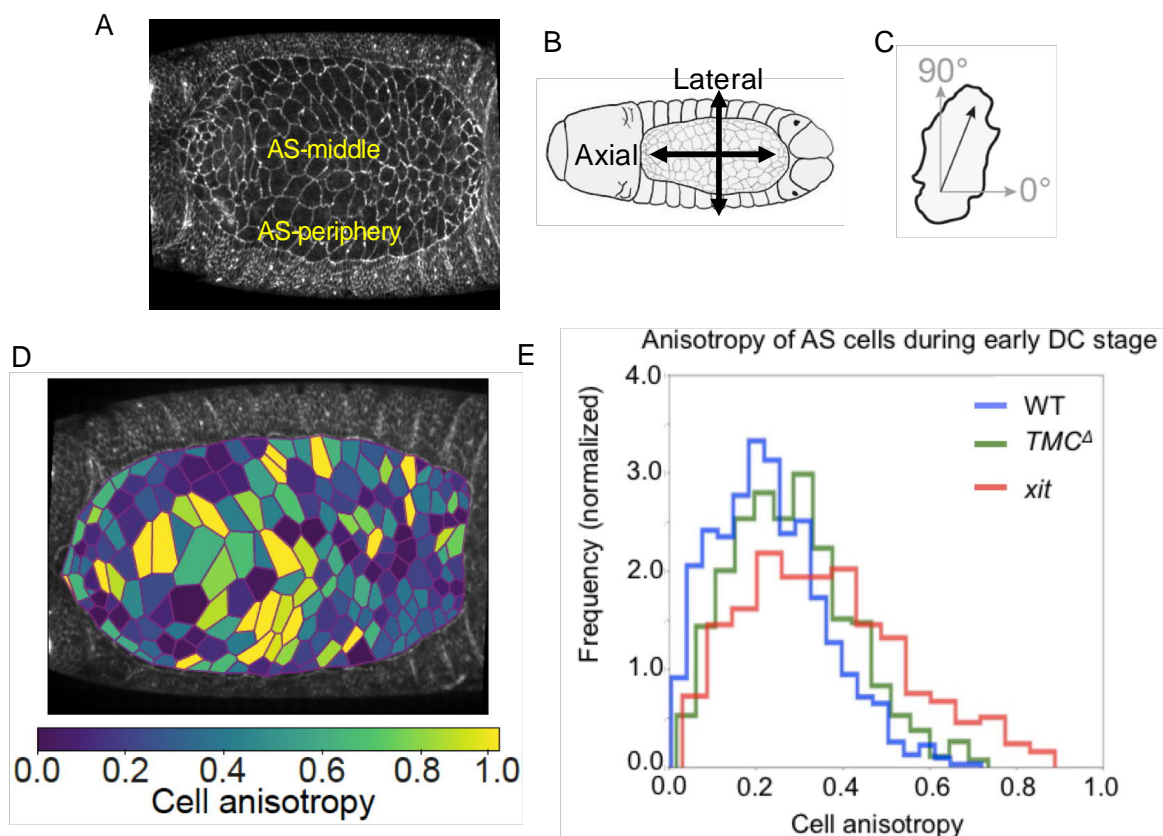 A
AS-middle
AS-periphery
B
Lateral
Axial
C
90°
0°
D
0.0 0.2 0.4 0.6 0.8 1.0
Cell anisotropy
E
Anisotropy of AS cells during early DC stage
Frequency (normalized)
4.0
3.0
2.0
1.0
0.0
WT
TMC^Δ
xit
0.0 0.2 0.4 0.6 0.8 1.0
Cell anisotropy